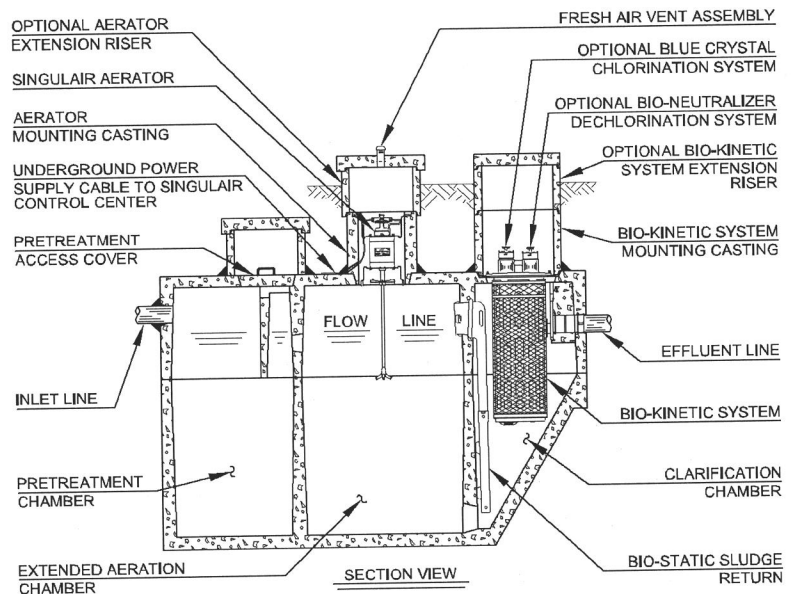 OPTIONAL AERATOR
EXTENSION RISER
SINGULAIR AERATOR
AERATOR
MOUNTING CASTING
UNDERGROUND POWER
SUPPLY CABLE TO SINGULAIR
CONTROL CENTER
PRETREATMENT
ACCESS COVER
INLET LINE
PRETREATMENT
CHAMBER
EXTENDED AERATION
CHAMBER
FLOW LINE
SECTION VIEW
FRESH AIR VENT ASSEMBLY
OPTIONAL BLUE CRYSTAL
CHLORINATION SYSTEM
OPTIONAL BIO-NEUTRALIZER
DECHLORINATION SYSTEM
OPTIONAL BIO-KINETIC
SYSTEM EXTENSION
RISER
BIO-KINETIC SYSTEM
MOUNTING CASTING
EFFLUENT LINE
BIO-KINETIC SYSTEM
CLARIFICATION
CHAMBER
BIO-STATIC SLUDGE
RETURN